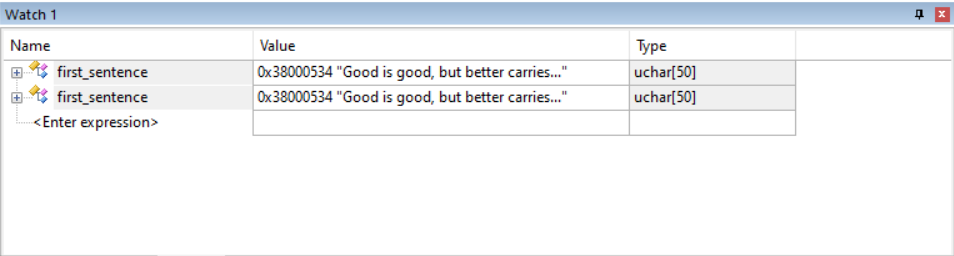 Watch 1
Name Value Type
first_sentence 0x38000534 "Good is good, but better carries..." uchar[50]
first_sentence 0x38000534 "Good is good, but better carries..." uchar[50]
<Enter expression>